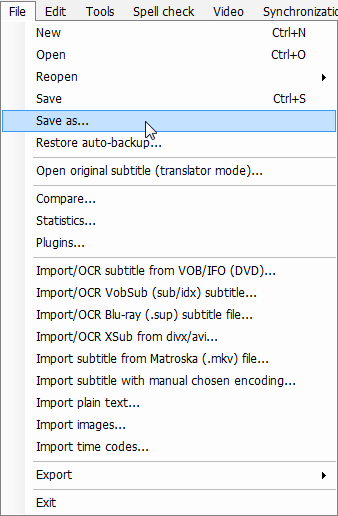 File Edit Tools Spell check Video Synchronizatio
New Ctrl+N
Open Ctrl+O
Reopen
Save Ctrl+S
Save as...
Restore auto-backup...
Open original subtitle (translator mode)...
Compare...
Statistics...
Plugins...
Import/OCR subtitle from VOB/IFO (DVD)...
Import/OCR VobSub (sub/idx) subtitle...
Import/OCR Blu-ray (.sup) subtitle file...
Import/OCR XSub from divx/avi...
Import subtitle from Matroska (.mkv) file...
Import subtitle with manual chosen encoding...
Import plain text...
Import images...
Import time codes...
Export
Exit